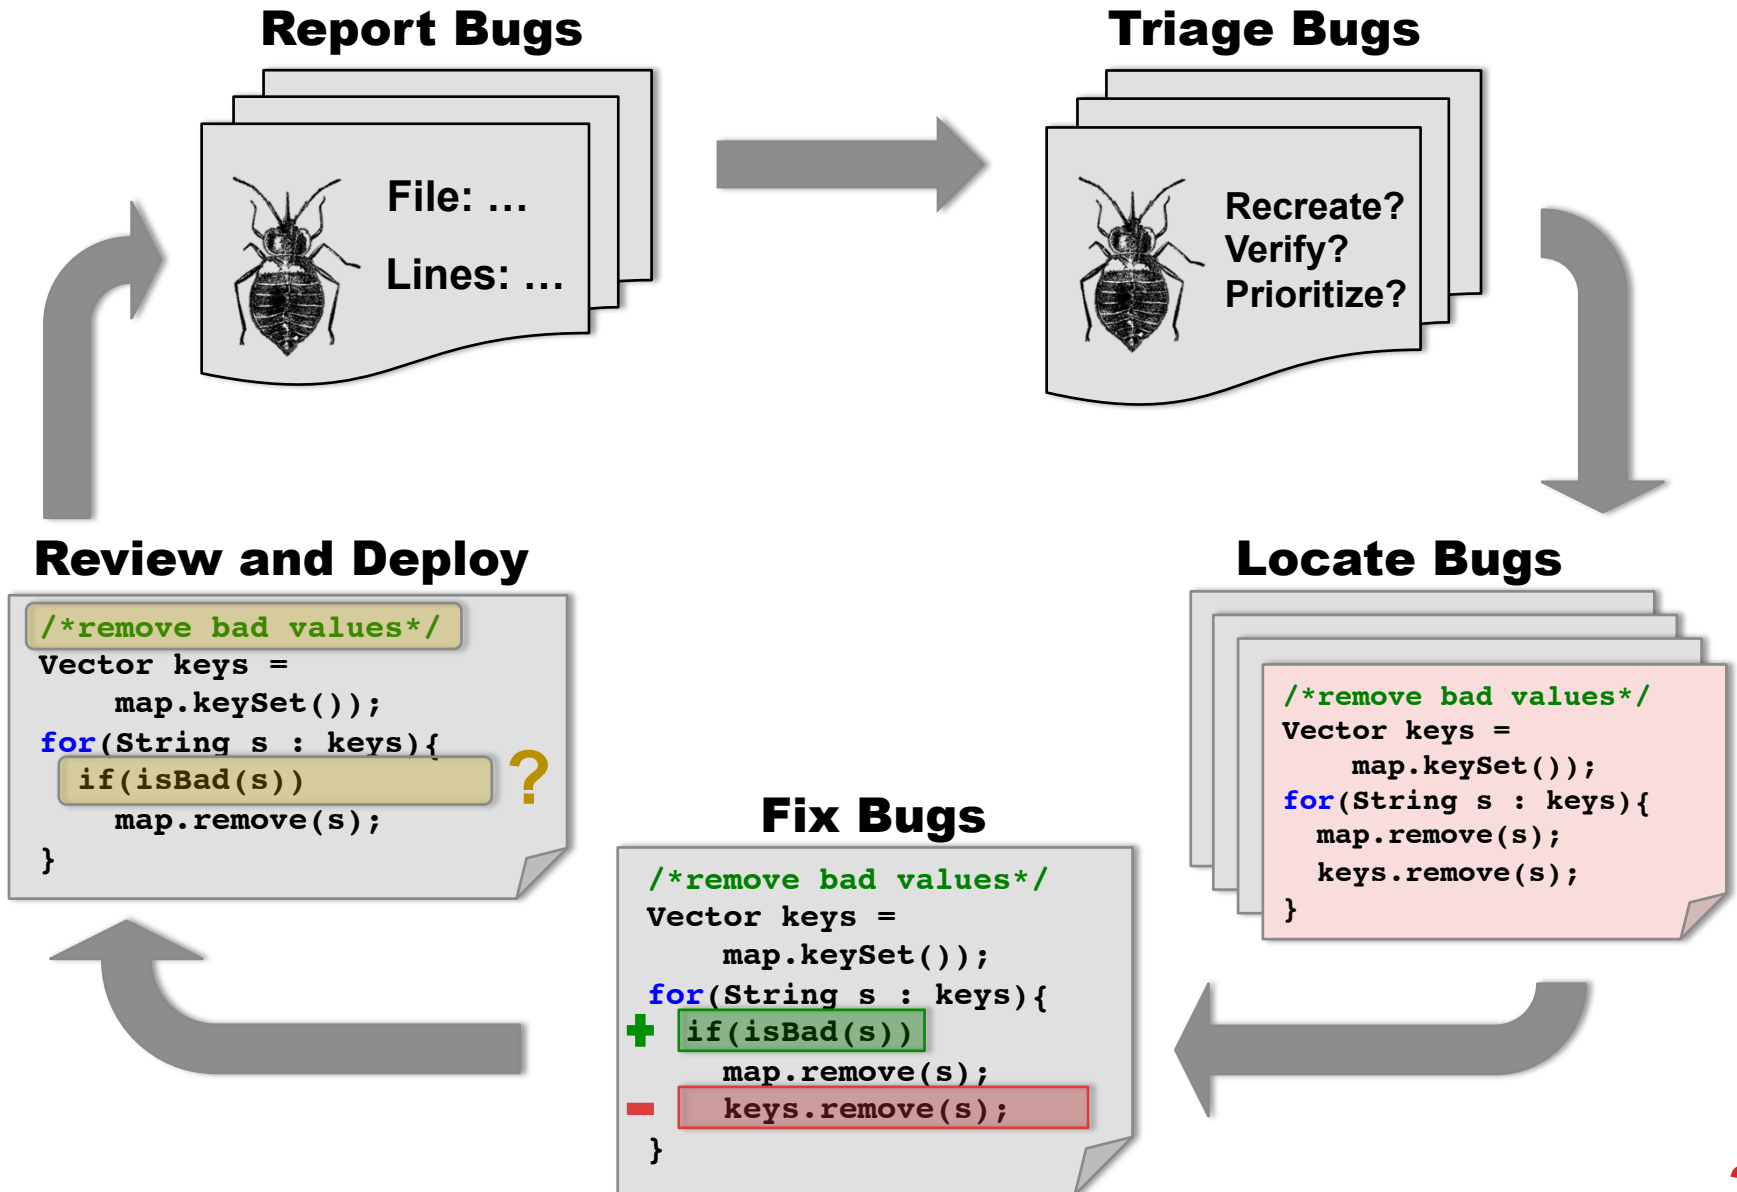 Report Bugs
File: …
Lines: …
Triage Bugs
Recreate?
Verify?
Prioritize?
Locate Bugs
/*remove bad values*/
Vector keys =
map.keySet());
for(String s : keys){
map.remove(s);
keys.remove(s);
}
Fix Bugs
/*remove bad values*/
Vector keys =
map.keySet());
for(String s : keys){
+ if(isBad(s))
map.remove(s);
- keys.remove(s);
}
Review and Deploy
/*remove bad values*/
Vector keys =
map.keySet());
for(String s : keys){
if(isBad(s)) ?
map.remove(s);
}